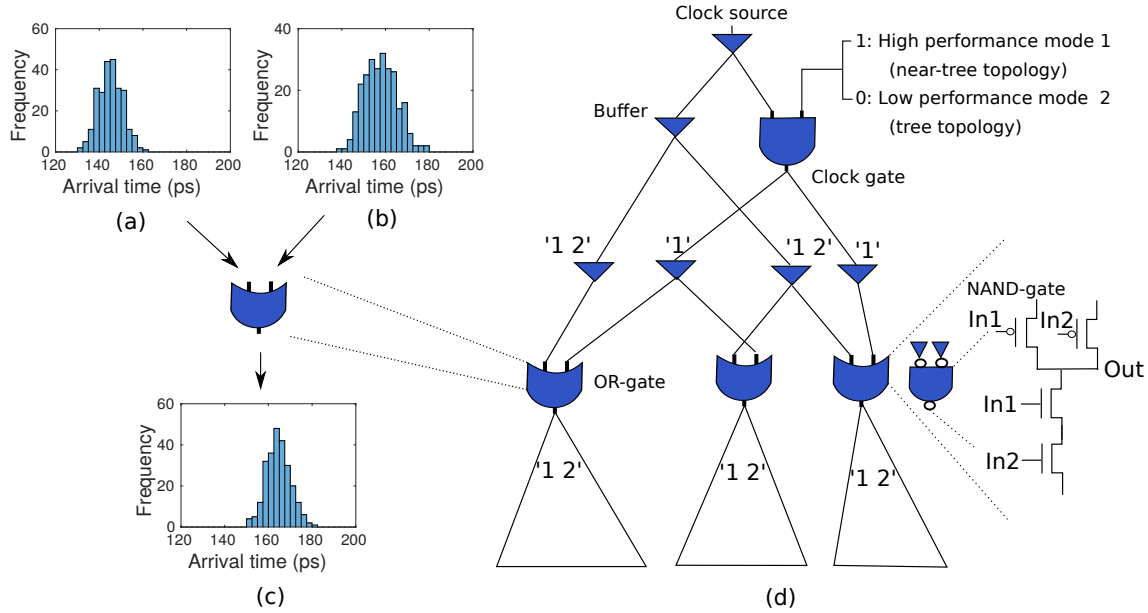 60
40
20
0
Frequency
120 140 160 180 200
Arrival time (ps)
(a)
40
20
0
Frequency
120 140 160 180 200
Arrival time (ps)
(b)
60
40
20
0
Frequency
120 140 160 180 200
Arrival time (ps)
(c)
Clock source
1: High performance mode 1
(near-tree topology)
0: Low performance mode 2
(tree topology)
Buffer
Clock gate
'1 2'
'1'
'1 2'
'1'
NAND-gate
In1
In2
Out
In1
In2
OR-gate
'1 2'
'1 2'
'1 2'
(d)